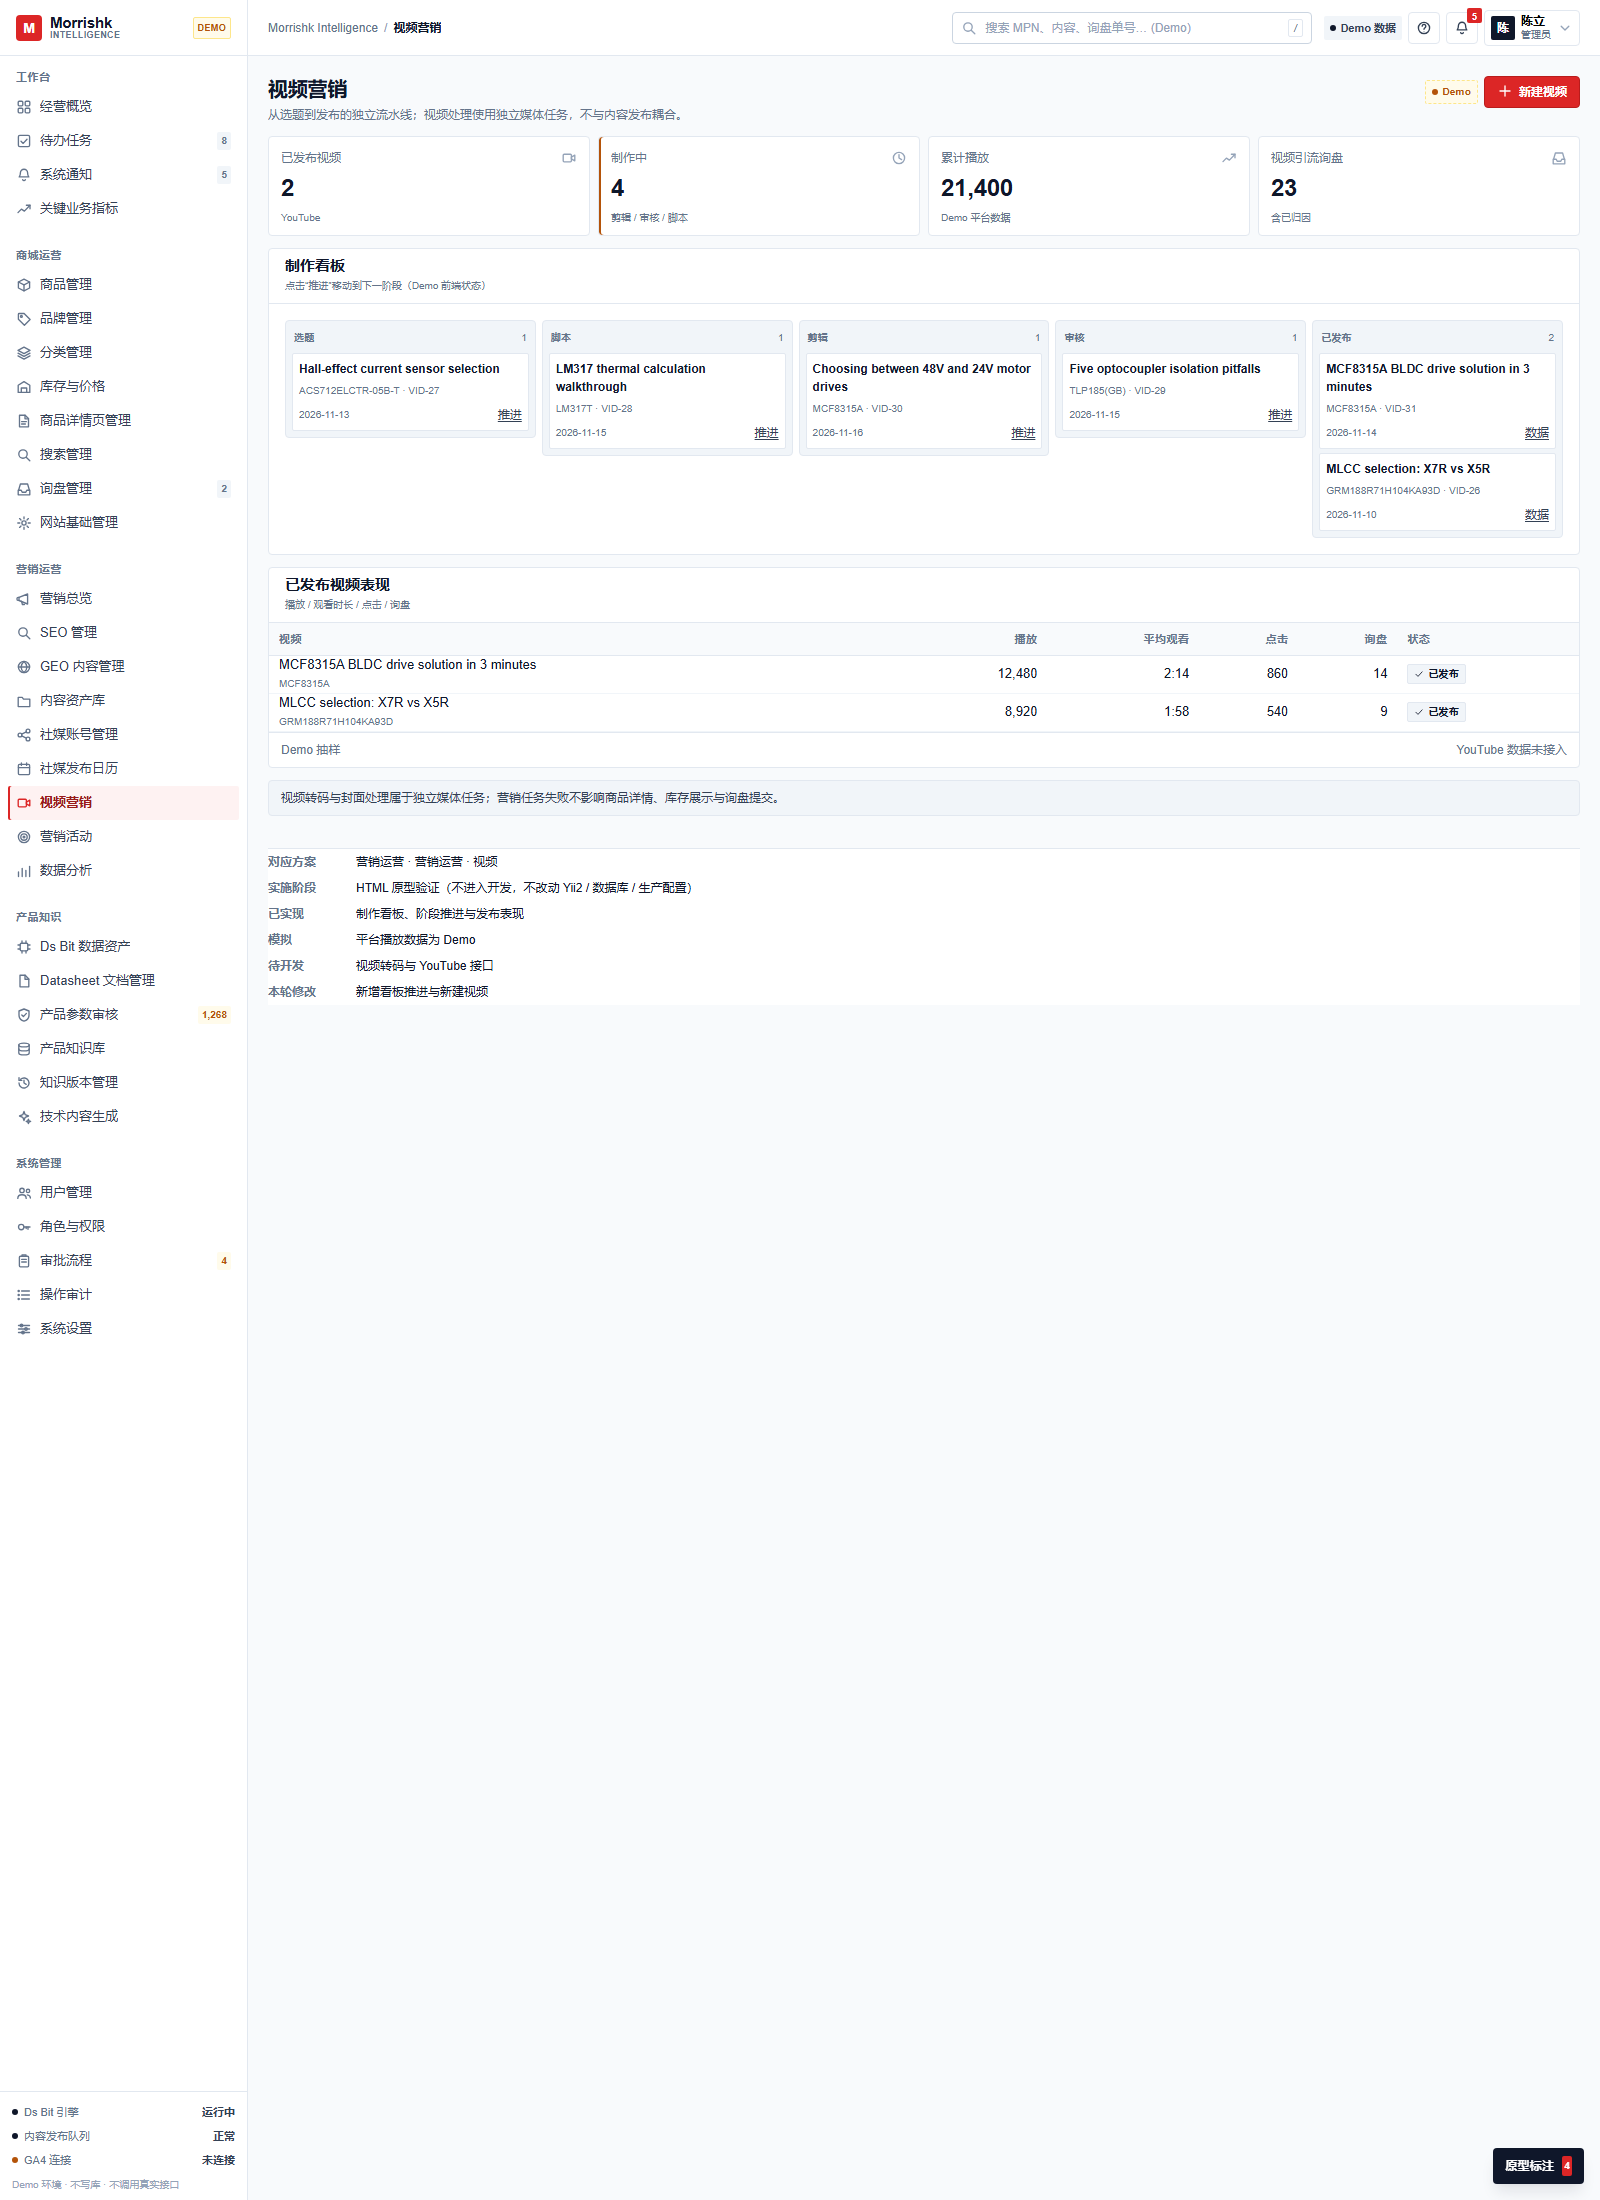 M
Morrishk
INTELLIGENCE
DEMO
工作台
经营概览
待办任务
8
系统通知
5
关键业务指标
商城运营
商品管理
品牌管理
分类管理
库存与价格
商品详情页管理
搜索管理
询盘管理
2
网站基础管理
营销运营
营销总览
SEO 管理
GEO 内容管理
内容资产库
社媒账号管理
社媒发布日历
视频营销
营销活动
数据分析
产品知识
Ds Bit 数据资产
Datasheet 文档管理
产品参数审核
1,268
产品知识库
知识版本管理
技术内容生成
系统管理
用户管理
角色与权限
审批流程
4
操作审计
系统设置
Ds Bit 引擎
运行中
内容发布队列
正常
GA4 连接
未连接
Demo 环境 · 不写库 · 不调用真实接口
Morrishk Intelligence / 视频营销
搜索 MPN、内容、询盘单号... (Demo)
/
Demo 数据
5
陈
陈立
管理员
视频营销
从选题到发布的独立流水线；视频处理使用独立媒体任务，不与内容发布耦合。
Demo
新建视频
已发布视频
2
YouTube
制作中
4
剪辑 / 审核 / 脚本
累计播放
21,400
Demo 平台数据
视频引流询盘
23
含已归因
制作看板
点击“推进”移动到下一阶段（Demo 前端状态）
选题
1
Hall-effect current sensor selection
ACS712ELCTR-05B-T · VID-27
2026-11-13
推进
脚本
1
LM317 thermal calculation
walkthrough
LM317T · VID-28
2026-11-15
推进
剪辑
1
Choosing between 48V and 24V motor
drives
MCF8315A · VID-30
2026-11-16
推进
审核
1
Five optocoupler isolation pitfalls
TLP185(GB) · VID-29
2026-11-15
推进
已发布
2
MCF8315A BLDC drive solution in 3
minutes
MCF8315A · VID-31
2026-11-14
数据
MLCC selection: X7R vs X5R
GRM188R71H104KA93D · VID-26
2026-11-10
数据
已发布视频表现
播放 / 观看时长 / 点击 / 询盘
视频 播放 平均观看 点击 询盘 状态
MCF8315A BLDC drive solution in 3 minutes
MCF8315A
12,480 2:14 860 14 已发布
MLCC selection: X7R vs X5R
GRM188R71H104KA93D
8,920 1:58 540 9 已发布
Demo 抽样
YouTube 数据未接入
视频转码与封面处理属于独立媒体任务；营销任务失败不影响商品详情、库存展示与询盘提交。
对应方案 营销运营 · 营销运营 · 视频
实施阶段 HTML 原型验证（不进入开发，不改动 Yii2 / 数据库 / 生产配置）
已实现 制作看板、阶段推进与发布表现
模拟 平台播放数据为 Demo
待开发 视频转码与 YouTube 接口
本轮修改 新增看板推进与新建视频
原型标注 4